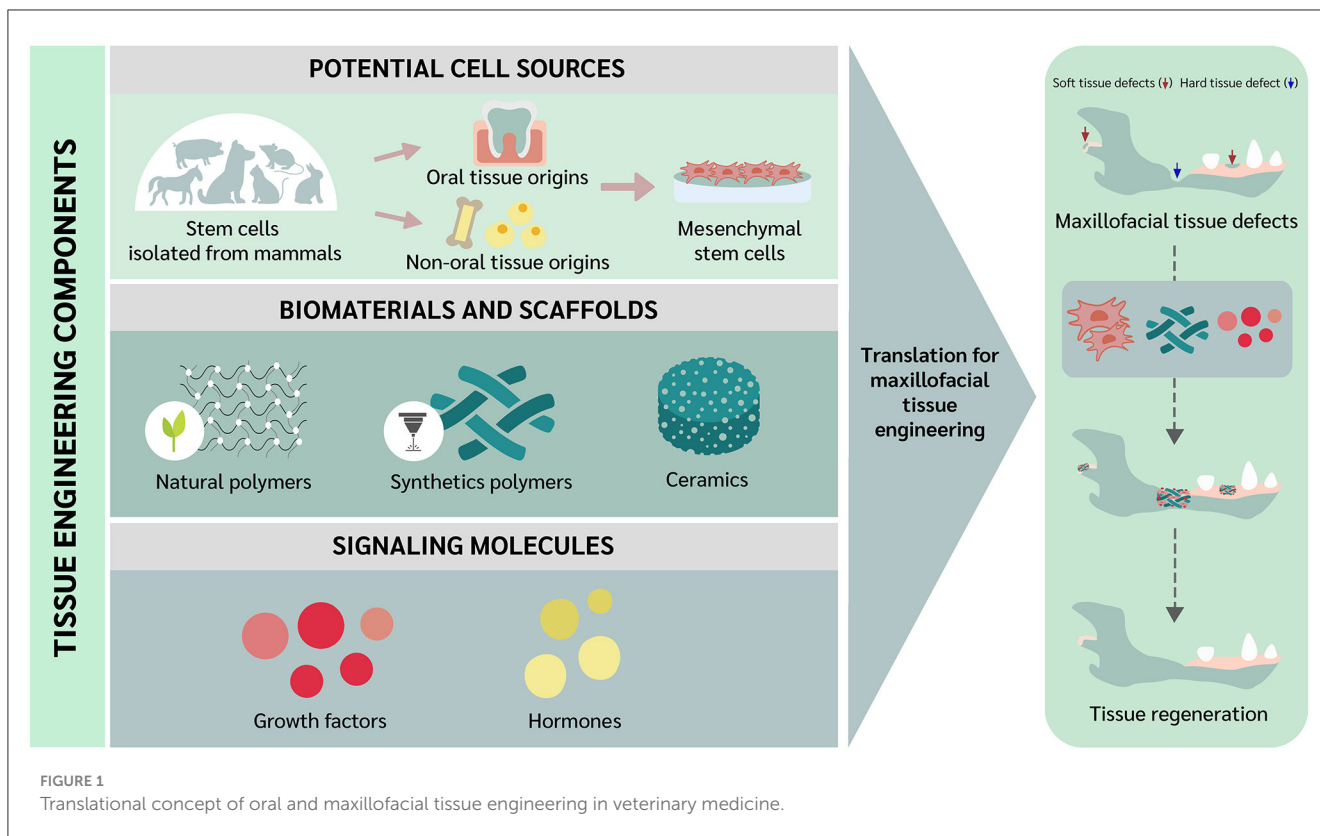 TISSUE ENGINEERING COMPONENTS
POTENTIAL CELL SOURCES
Stem cells
isolated from mammals
Oral tissue origins
Non-oral tissue origins
Mesenchymal
stem cells
BIOMATERIALS AND SCAFFOLDS
Natural polymers
Synthetics polymers
Ceramics
SIGNALING MOLECULES
Growth factors
Hormones
Translation for
maxillofacial
tissue
engineering
Soft tissue defects (↓) Hard tissue defect (↓)
Maxillofacial tissue defects
Tissue regeneration
FIGURE 1
Translational concept of oral and maxillofacial tissue engineering in veterinary medicine.